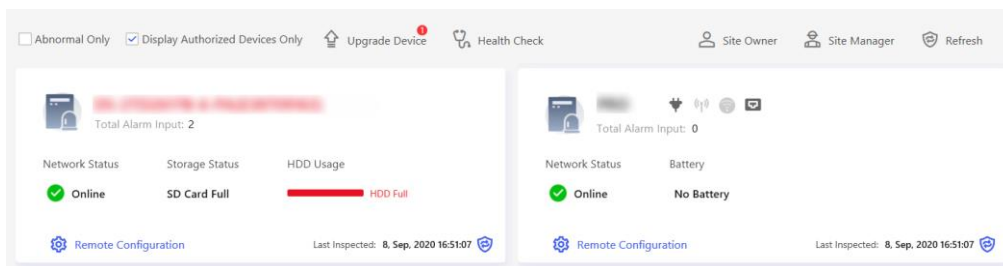 Abnormal Only Display Authorized Devices Only Upgrade Device 1 Health Check Site Owner Site Manager Refresh
Total Alarm Input: 2
Network Status Storage Status HDD Usage
Online SD Card Full HDD Full
Remote Configuration Last Inspected: 8, Sep, 2020 16:51:07
Total Alarm Input: 0
Network Status Battery
Online No Battery
Remote Configuration Last Inspected: 8, Sep, 2020 16:51:07